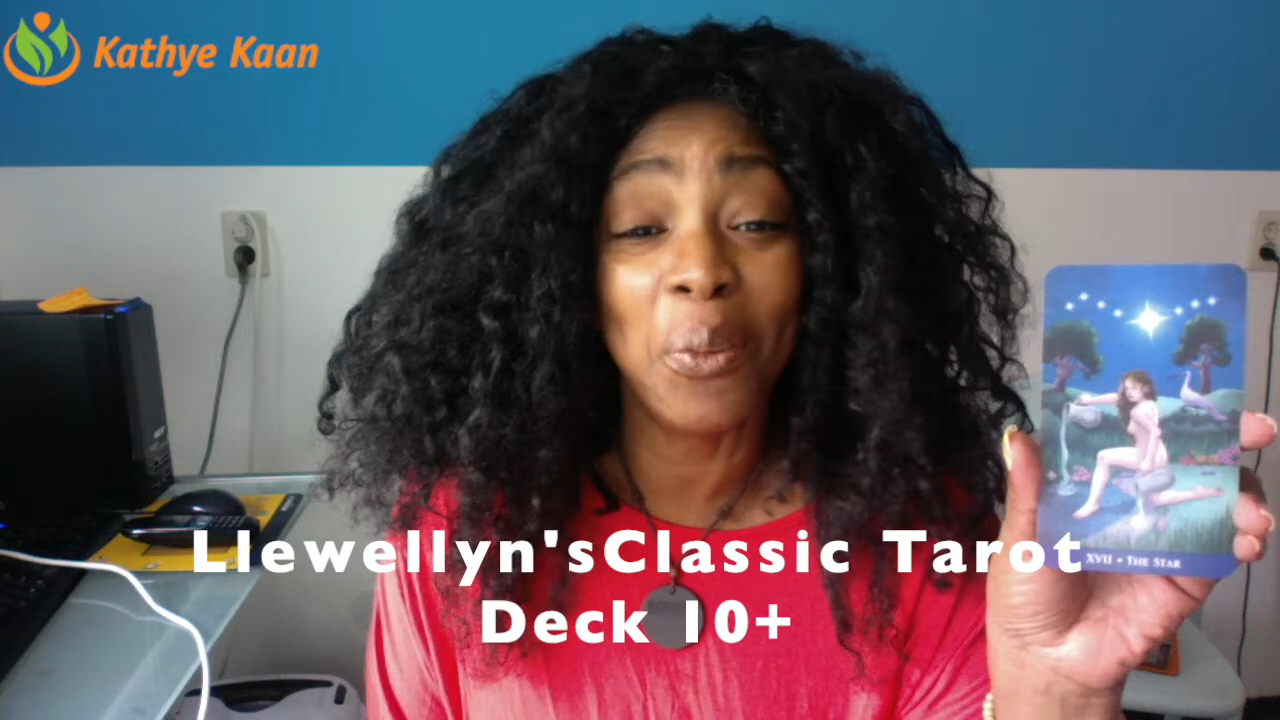 Kathye Kaan
Llewellyn'sClassic Tarot
Deck 10+
XVII • THE STAR